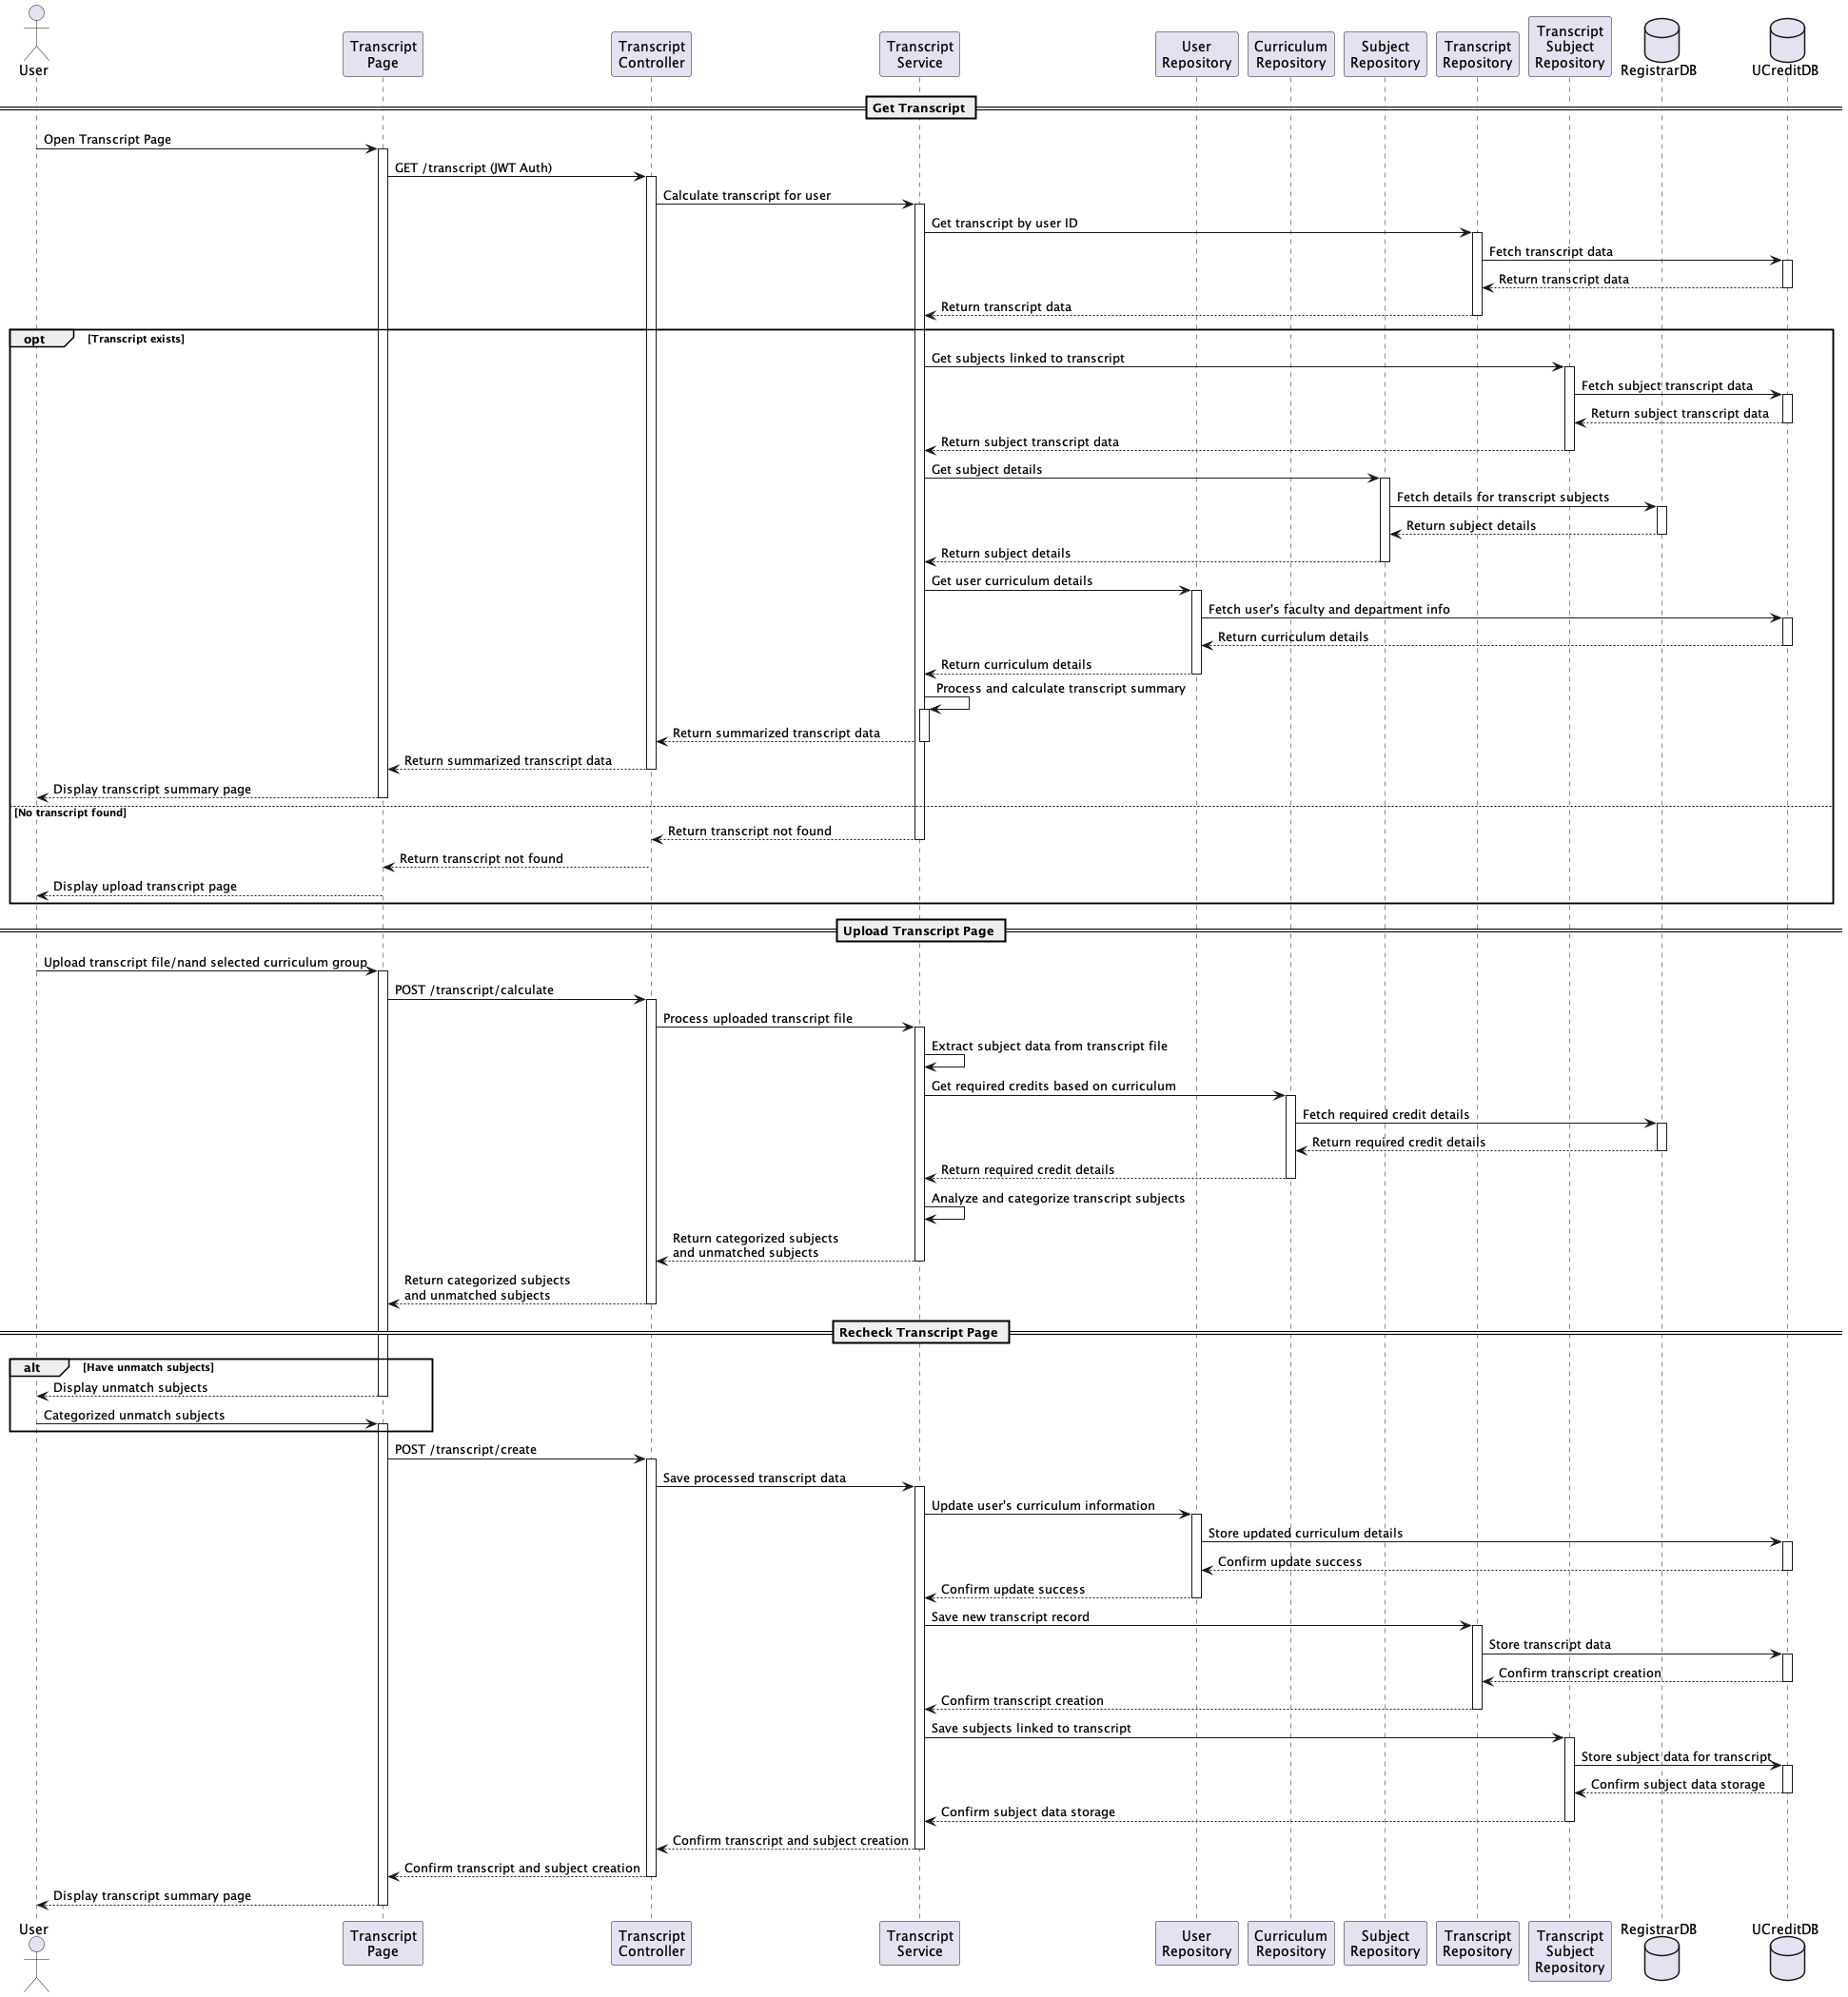 User
Transcript
Page
Transcript
Controller
Transcript
Service
User
Repository
Curriculum
Repository
Subject
Repository
Transcript
Repository
Transcript
Subject
Repository
RegistrarDB
UCreditDB
Get Transcript
Open Transcript Page
GET /transcript (JWT Auth)
Calculate transcript for user
Get transcript by user ID
Fetch transcript data
Return transcript data
Return transcript data
opt
[Transcript exists]
Get subjects linked to transcript
Fetch subject transcript data
Return subject transcript data
Return subject transcript data
Get subject details
Fetch details for transcript subjects
Return subject details
Return subject details
Get user curriculum details
Fetch user's faculty and department info
Return curriculum details
Return curriculum details
Process and calculate transcript summary
Return summarized transcript data
Return summarized transcript data
Display transcript summary page
[No transcript found]
Return transcript not found
Return transcript not found
Display upload transcript page
Upload Transcript Page
Upload transcript file/nand selected curriculum group
POST /transcript/calculate
Process uploaded transcript file
Extract subject data from transcript file
Get required credits based on curriculum
Fetch required credit details
Return required credit details
Return required credit details
Analyze and categorize transcript subjects
Return categorized subjects
and unmatched subjects
Return categorized subjects
and unmatched subjects
Recheck Transcript Page
alt
[Have unmatch subjects]
Display unmatch subjects
Categorized unmatch subjects
POST /transcript/create
Save processed transcript data
Update user's curriculum information
Store updated curriculum details
Confirm update success
Confirm update success
Save new transcript record
Store transcript data
Confirm transcript creation
Confirm transcript creation
Save subjects linked to transcript
Store subject data for transcript
Confirm subject data storage
Confirm subject data storage
Confirm transcript and subject creation
Confirm transcript and subject creation
Display transcript summary page
User
Transcript
Page
Transcript
Controller
Transcript
Service
User
Repository
Curriculum
Repository
Subject
Repository
Transcript
Repository
Transcript
Subject
Repository
RegistrarDB
UCreditDB